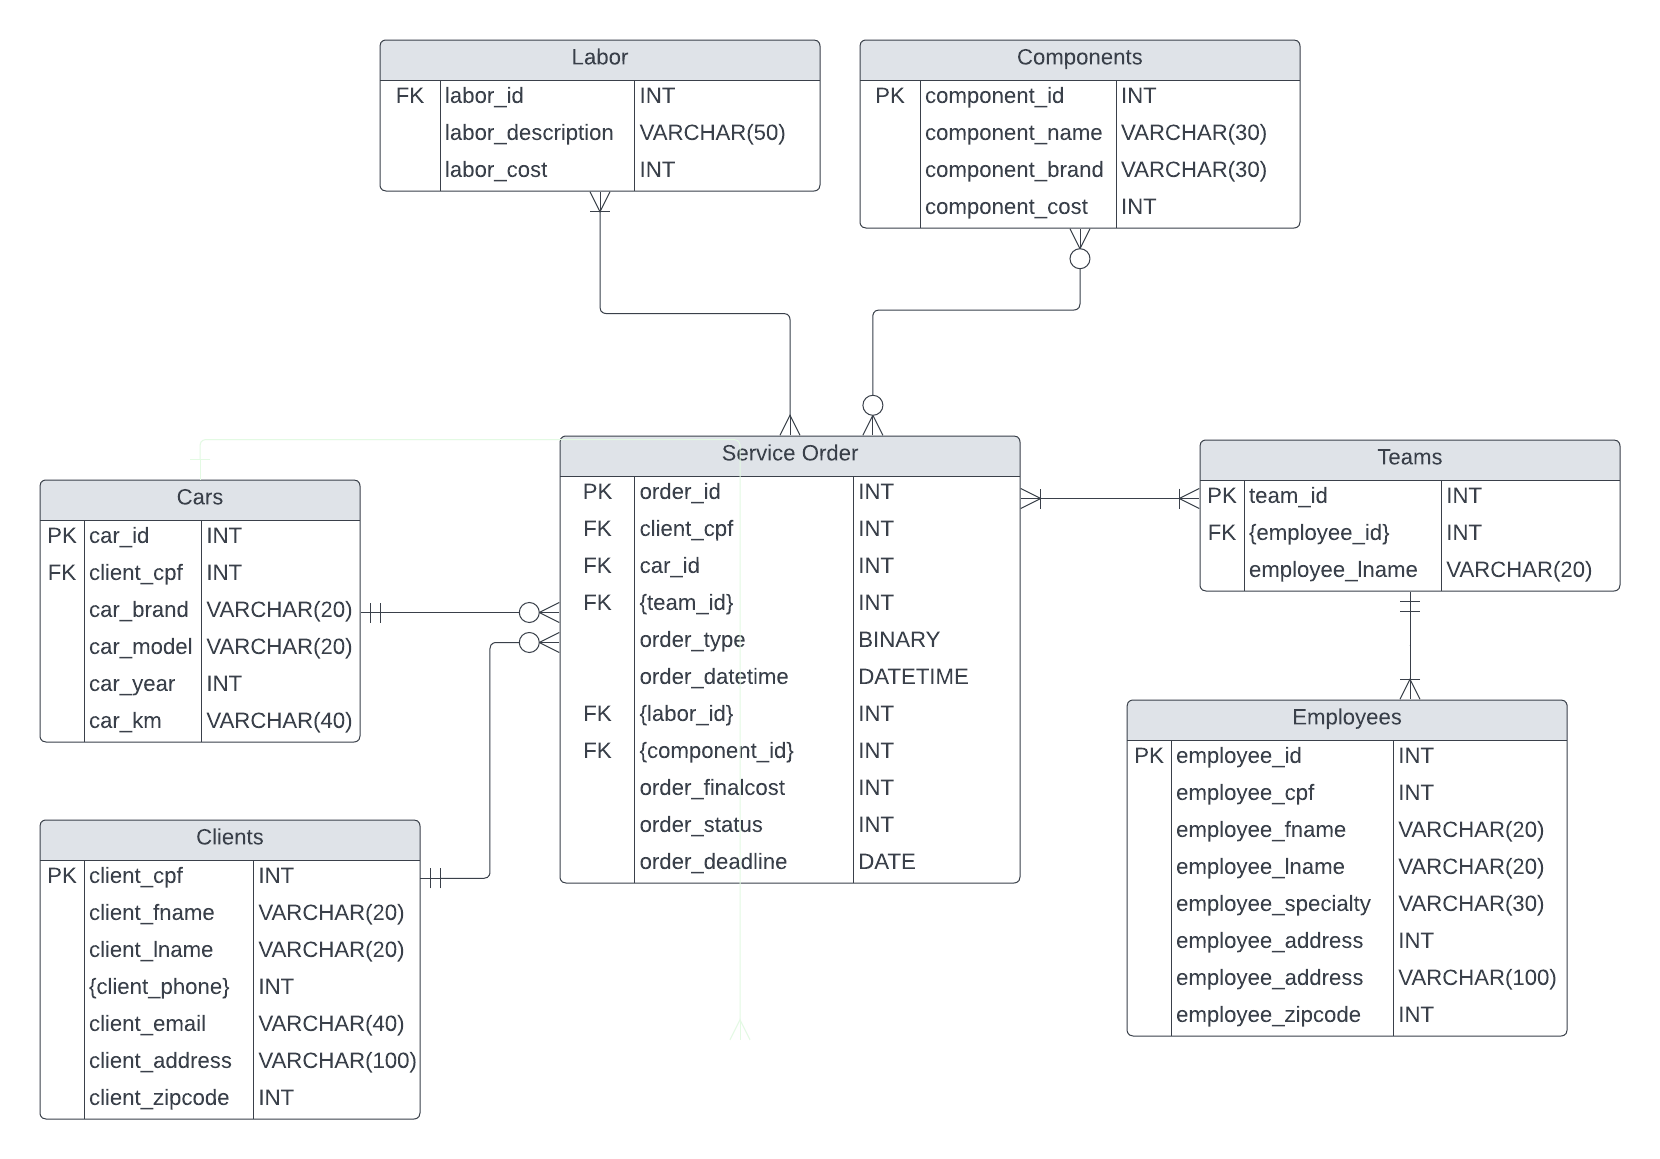 Labor
FK labor_id INT
labor_description VARCHAR(50)
labor_cost INT
Components
PK component_id INT
component_name VARCHAR(30)
component_brand VARCHAR(30)
component_cost INT
Service Order
PK order_id INT
FK client_cpf INT
FK car_id INT
FK {team_id} INT
order_type BINARY
order_datetime DATETIME
FK {labor_id} INT
FK {component_id} INT
order_finalcost INT
order_status INT
order_deadline DATE
Teams
PK team_id INT
FK {employee_id} INT
employee_lname VARCHAR(20)
Cars
PK car_id INT
FK client_cpf INT
car_brand VARCHAR(20)
car_model VARCHAR(20)
car_year INT
car_km VARCHAR(40)
Employees
PK employee_id INT
employee_cpf INT
employee_fname VARCHAR(20)
employee_lname VARCHAR(20)
employee_specialty VARCHAR(30)
employee_address INT
employee_address VARCHAR(100)
employee_zipcode INT
Clients
PK client_cpf INT
client_fname VARCHAR(20)
client_lname VARCHAR(20)
{client_phone} INT
client_email VARCHAR(40)
client_address VARCHAR(100)
client_zipcode INT